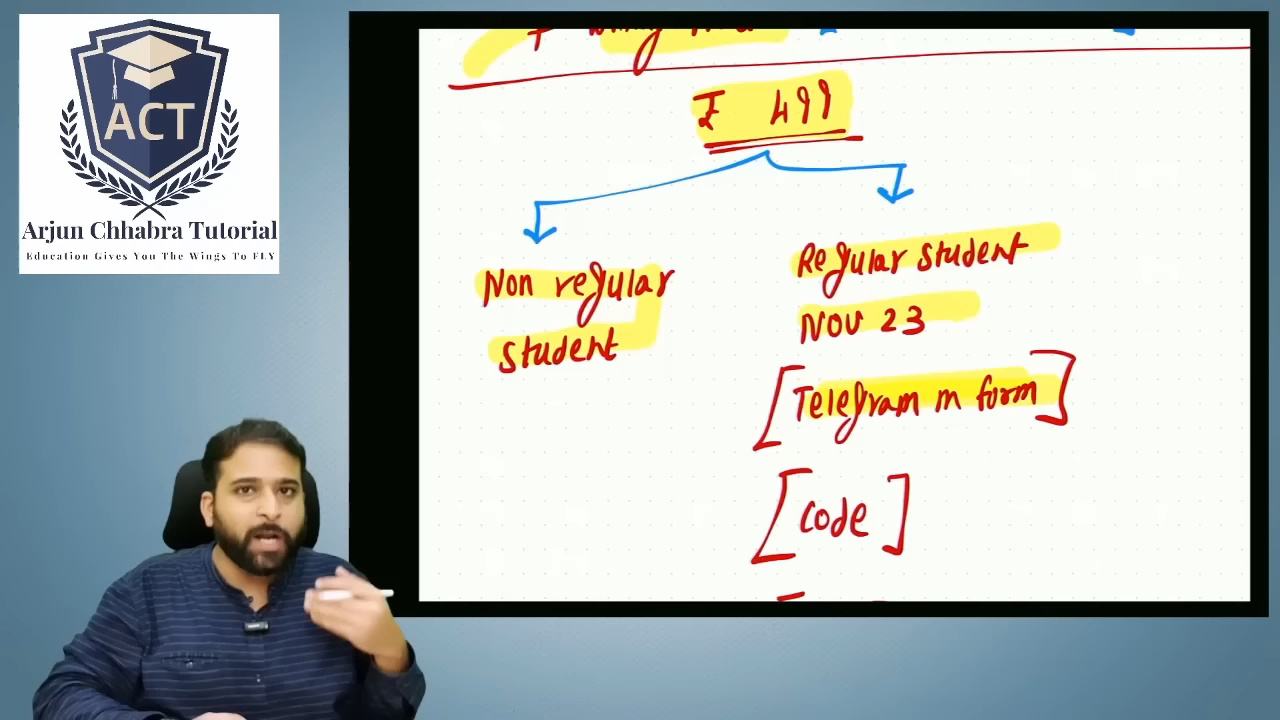 ACT
Arjun Chhabra Tutorial
Education Gives You The Wings To FLY
₹ 499
Non regular
Student
Regular Student
Nov 23
[Telegram m form]
[code]